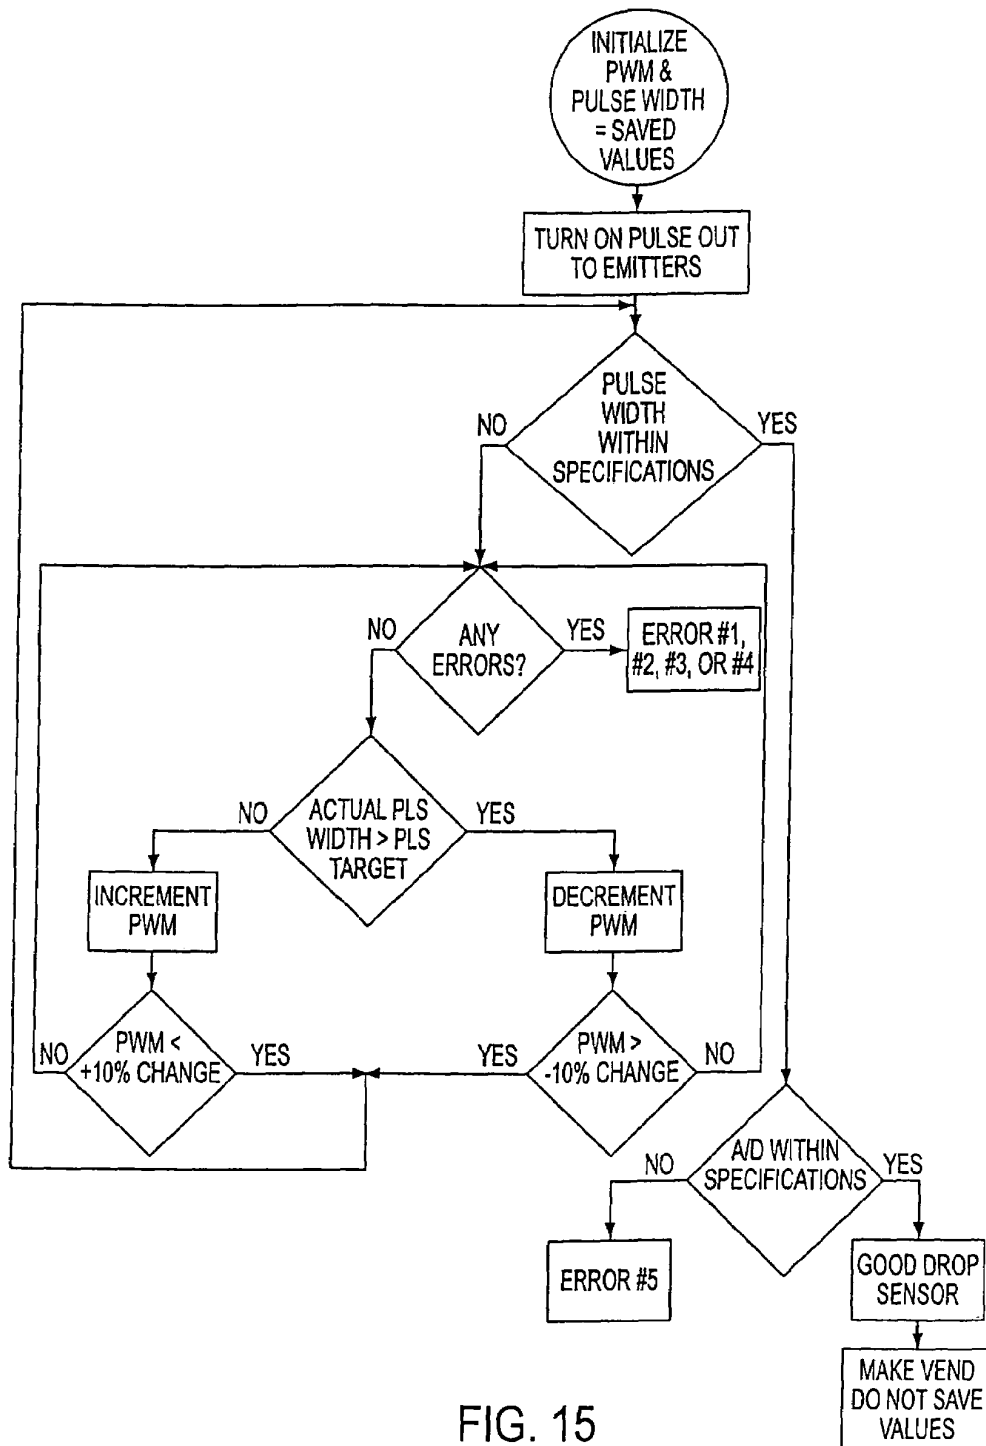 INITIALIZE
PWM &
PULSE WIDTH
= SAVED
VALUES
TURN ON PULSE OUT
TO EMITTERS
PULSE
WIDTH
WITHIN
SPECIFICATIONS
NO
YES
ANY
ERRORS?
NO
YES
ERROR #1,
#2, #3, OR #4
ACTUAL PLS
WIDTH > PLS
TARGET
NO
YES
INCREMENT
PWM
DECREMENT
PWM
PWM <
+10% CHANGE
NO
YES
PWM >
-10% CHANGE
YES
NO
A/D WITHIN
SPECIFICATIONS
NO
YES
ERROR #5
GOOD DROP
SENSOR
MAKE VEND
DO NOT SAVE
VALUES
FIG. 15